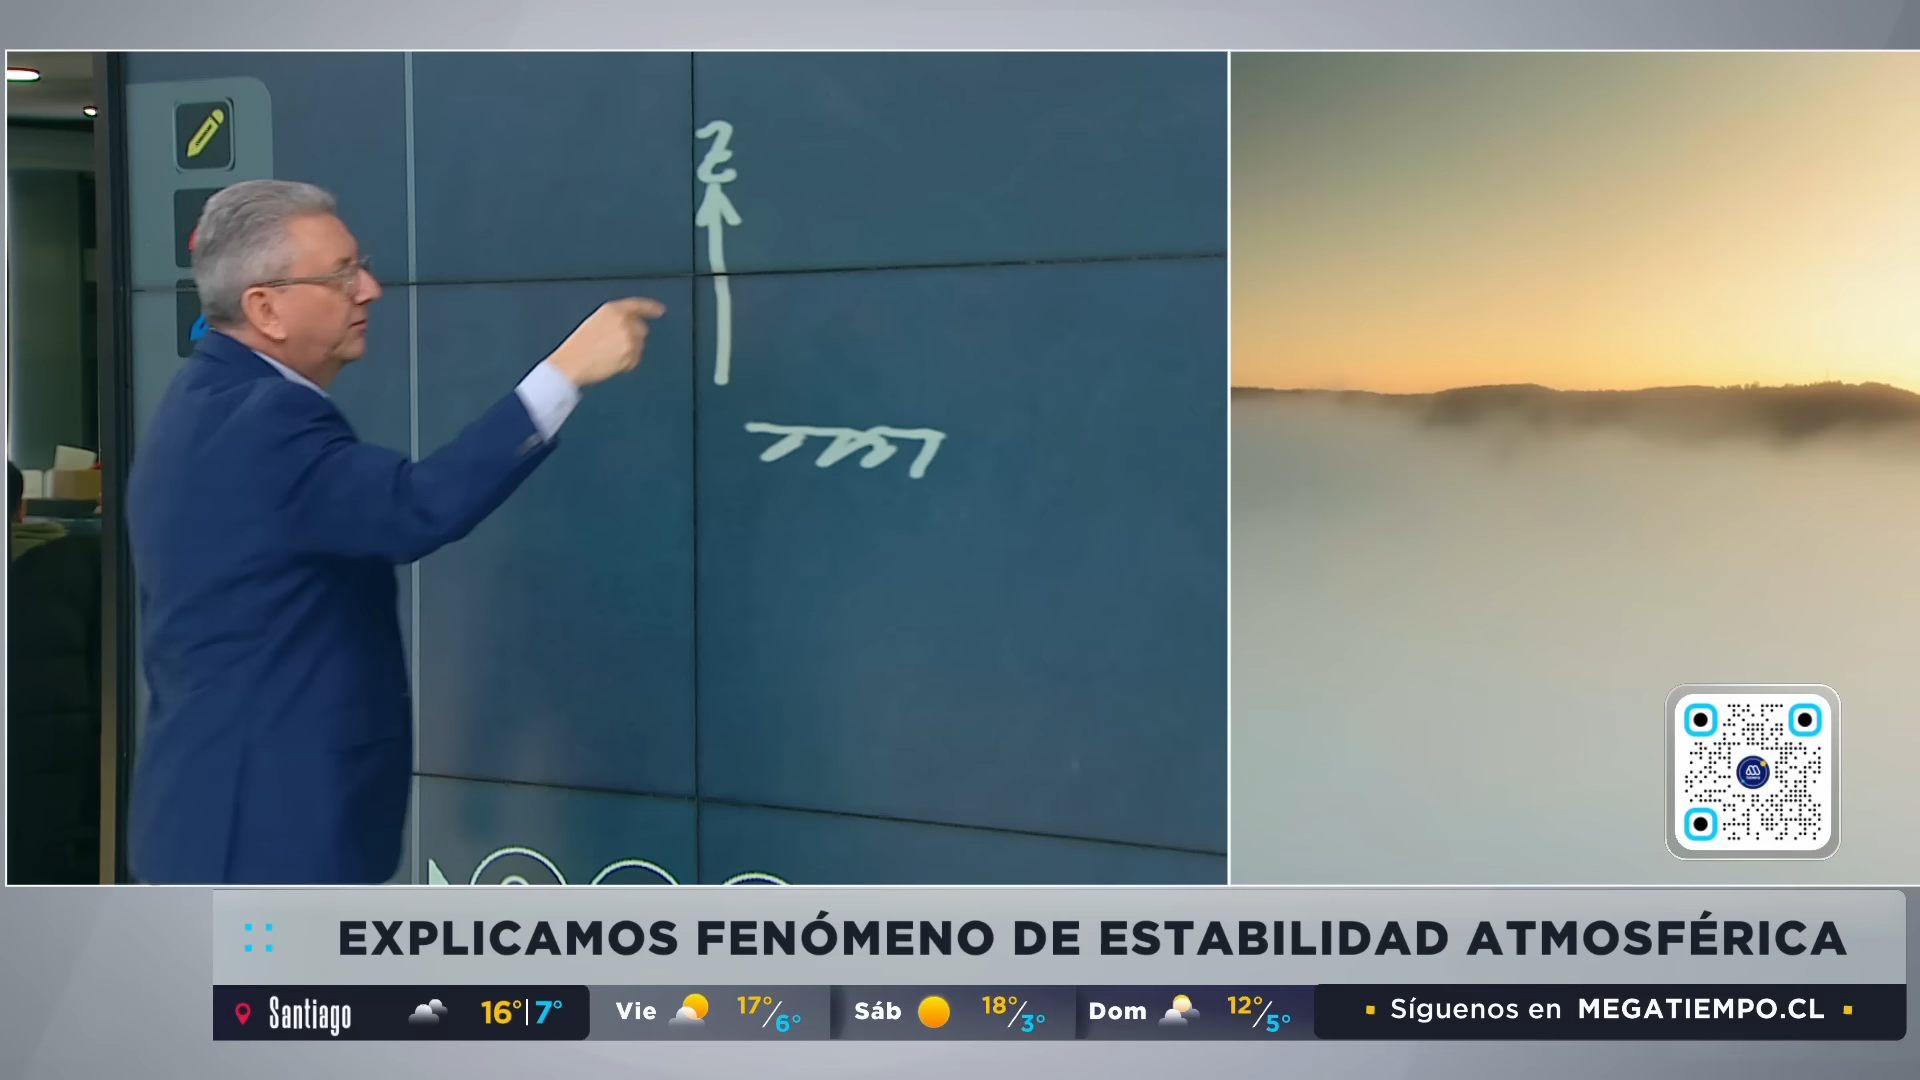 Z
EXPLICAMOS FENÓMENO DE ESTABILIDAD ATMOSFÉRICA
Santiago 16° | 7° Vie 17°/6° Sáb 18°/3° Dom 12°/5° Síguenos en MEGATIEMPO.CL